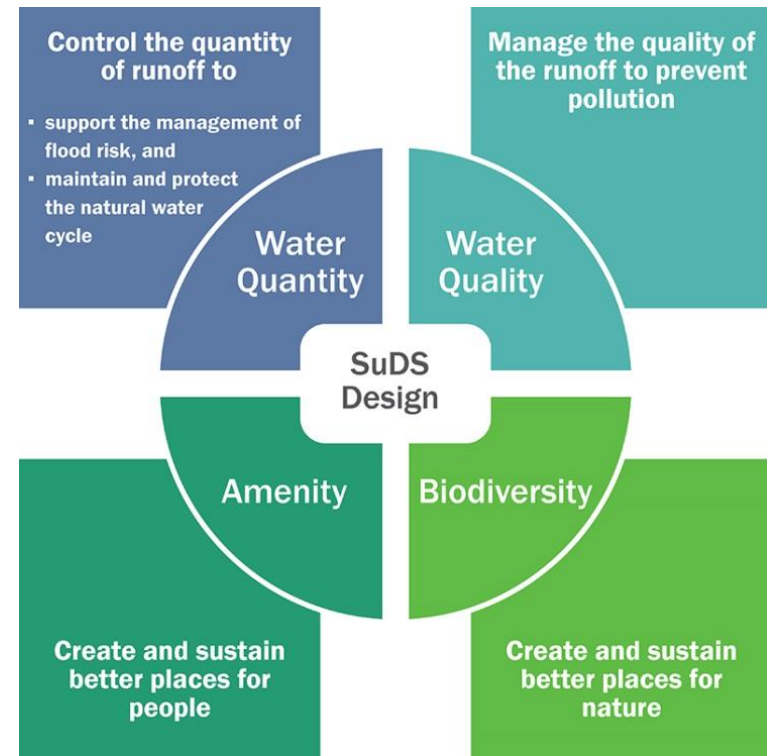 Control the quantity
of runoff to
▪ support the management of
flood risk, and
▪ maintain and protect
the natural water
cycle
Manage the quality of
the runoff to prevent
pollution
Water
Quantity
Water
Quality
SuDS
Design
Amenity
Biodiversity
Create and sustain
better places for
people
Create and sustain
better places for
nature